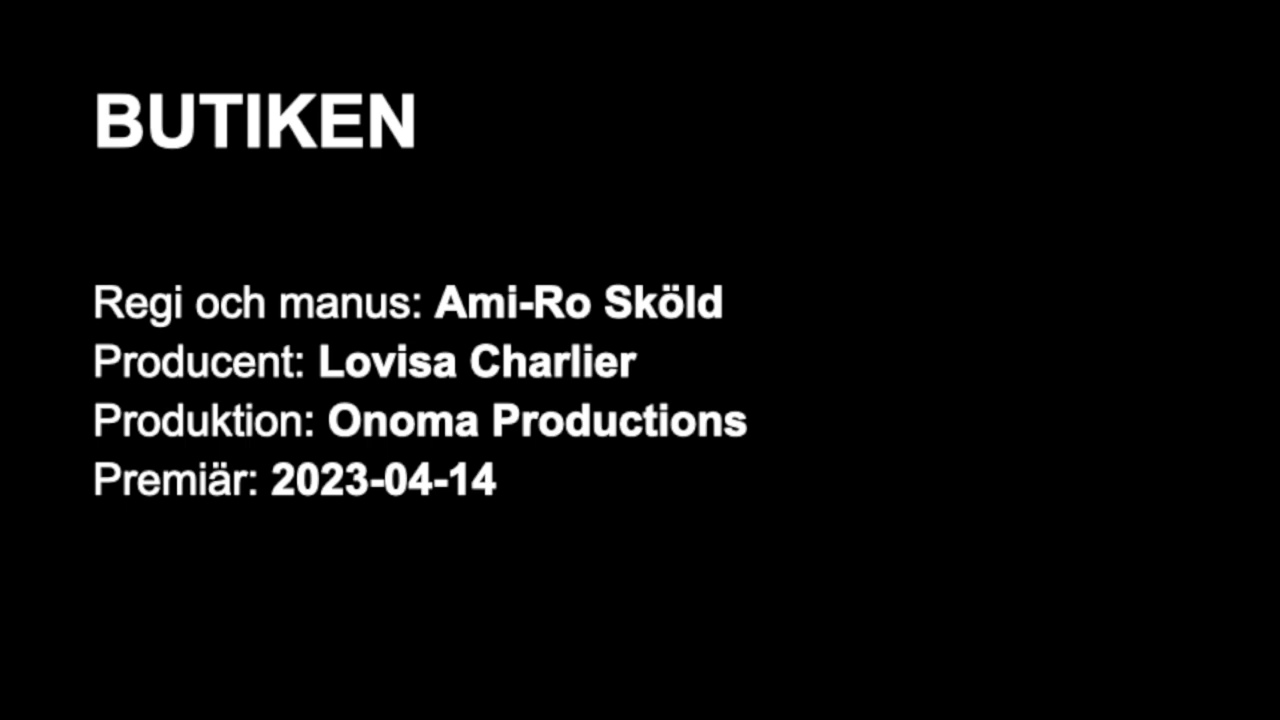 BUTIKEN
Regi och manus: Ami-Ro Sköld
Producent: Lovisa Charlier
Produktion: Onoma Productions
Premiär: 2023-04-14